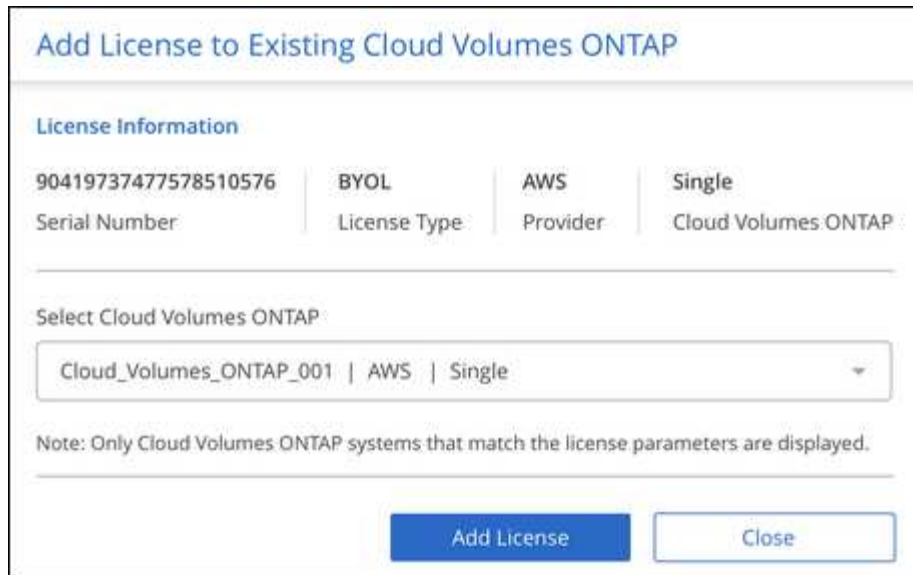 Add License to Existing Cloud Volumes ONTAP
License Information
90419737477578510576 BYOL AWS Single
Serial Number License Type Provider Cloud Volumes ONTAP
Select Cloud Volumes ONTAP
Cloud_Volumes_ONTAP_001 | AWS | Single
Note: Only Cloud Volumes ONTAP systems that match the license parameters are displayed.
Add License Close